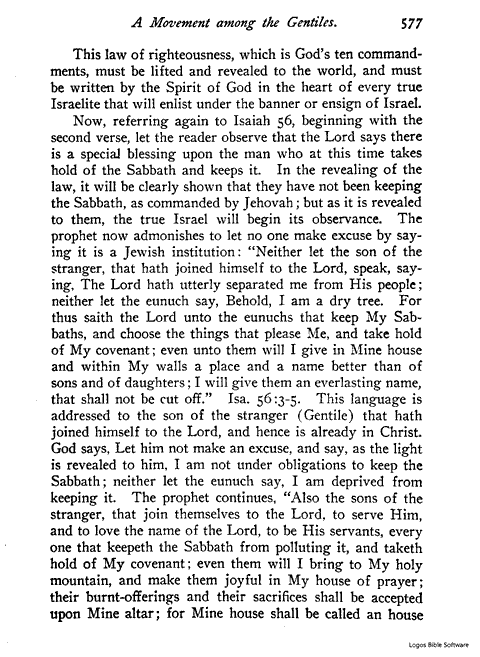 A Movement among the Gentiles. 577
This law of righteousness, which is God's ten command-
ments, must be lifted and revealed to the world, and must
be written by the Spirit of God in the heart of every true
Israelite that will enlist under the banner or ensign of Israel.
Now, referring again to Isaiah 56, beginning with the
second verse, let the reader observe that the Lord says there
is a special blessing upon the man who at this time takes
hold of the Sabbath and keeps it. In the revealing of the
law, it will be clearly shown that they have not been keeping
the Sabbath, as commanded by Jehovah; but as it is revealed
to them, the true Israel will begin its observance. The
prophet now admonishes to let no one make excuse by say-
ing it is a Jewish institution: "Neither let the son of the
stranger, that hath joined himself to the Lord, speak, say-
ing, The Lord hath utterly separated me from His people;
neither let the eunuch say, Behold, I am a dry tree. For
thus saith the Lord unto the eunuchs that keep My Sab-
baths, and choose the things that please Me, and take hold
of My covenant; even unto them will I give in Mine house
and within My walls a place and a name better than of
sons and of daughters; I will give them an everlasting name,
that shall not be cut off." Isa. 56:3-5. This language is
addressed to the son of the stranger (Gentile) that hath
joined himself to the Lord, and hence is already in Christ.
God says, Let him not make an excuse, and say, as the light
is revealed to him, I am not under obligations to keep the
Sabbath; neither let the eunuch say, I am deprived from
keeping it. The prophet continues, "Also the sons of the
stranger, that join themselves to the Lord, to serve Him,
and to love the name of the Lord, to be His servants, every
one that keepeth the Sabbath from polluting it, and taketh
hold of My covenant; even them will I bring to My holy
mountain, and make them joyful in My house of prayer;
their burnt-offerings and their sacrifices shall be accepted
upon Mine altar; for Mine house shall be called an house
Logos Bible Software